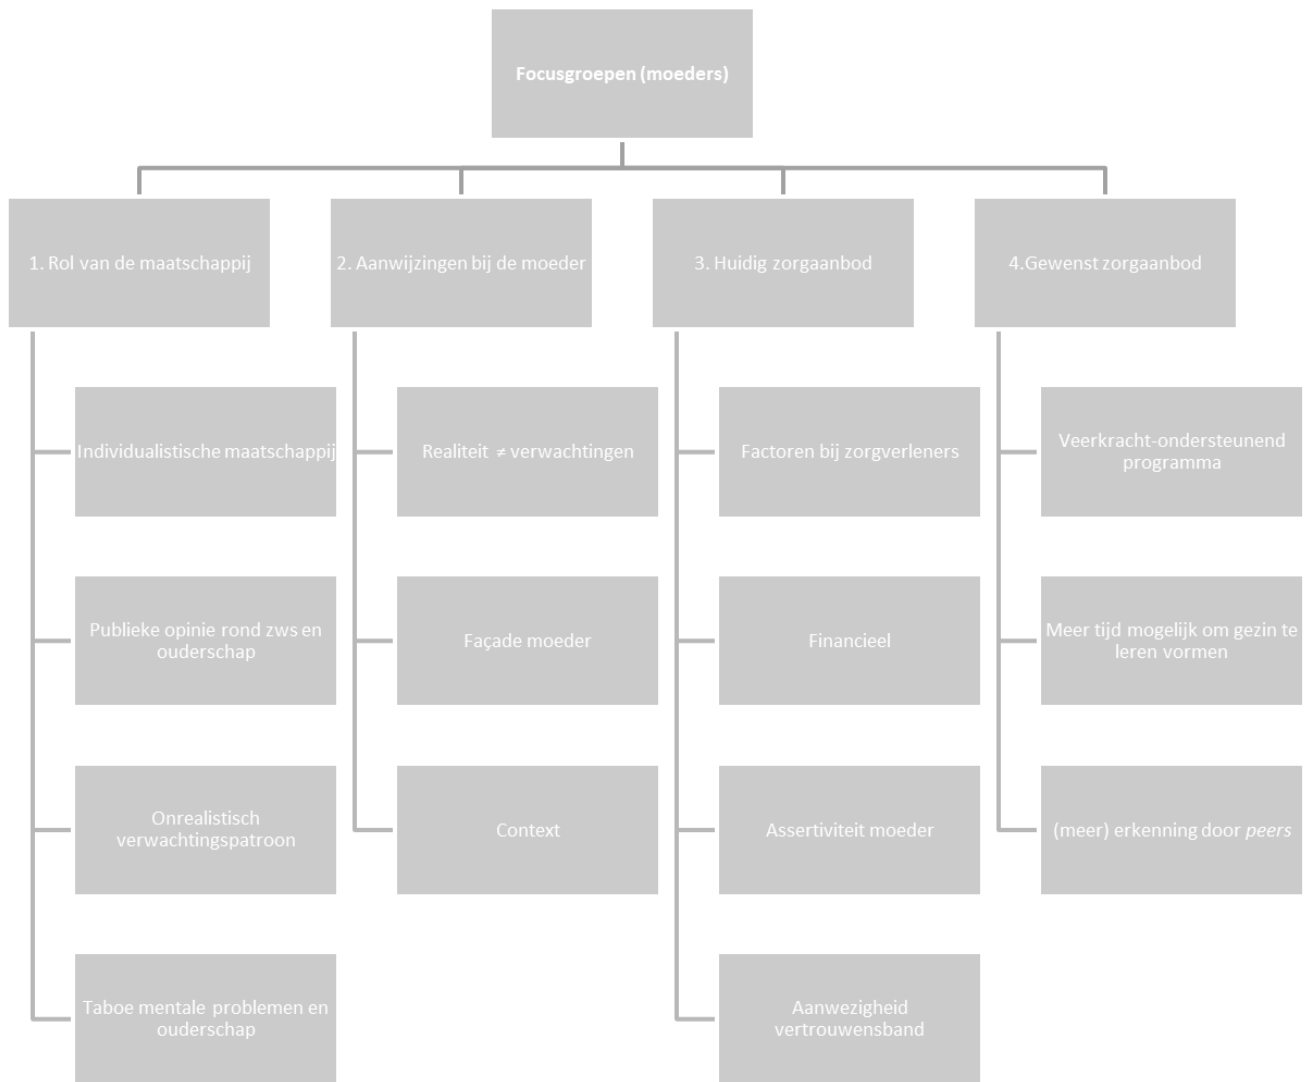 Focusgroepen (moeders)
1. Rol van de maatschappij
Individualistische maatschappij
Publieke opinie rond zws en
ouderschap
Onrealistisch
verwachtingspatroon
Taboe mentale problemen en
ouderschap
2. Aanwijzingen bij de moeder
Realiteit ≠ verwachtingen
Façade moeder
Context
3. Huidig zorgaanbod
Factoren bij zorgverleners
Financieel
Assertiviteit moeder
Aanwezigheid
vertrouwensband
4.Gewenst zorgaanbod
Veerkracht-ondersteunend
programma
Meer tijd mogelijk om gezin te
leren vormen
(meer) erkenning door peers